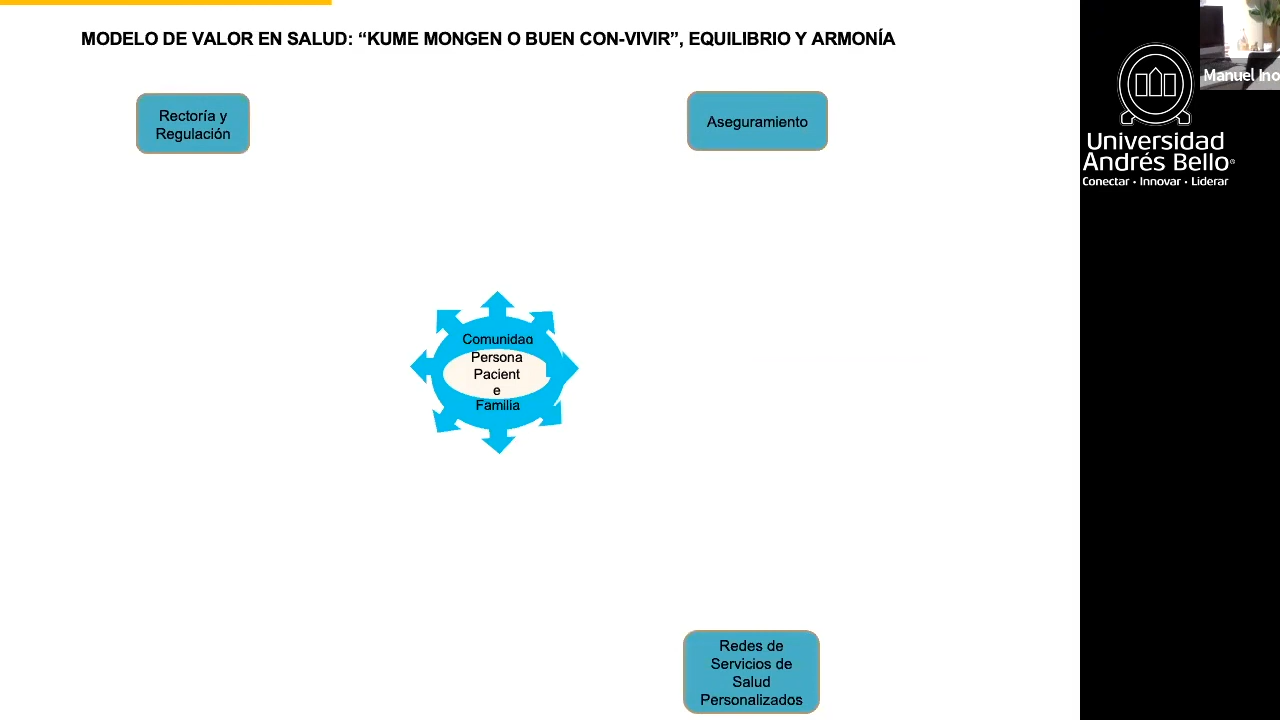 MODELO DE VALOR EN SALUD: “KUME MONGEN O BUEN CON-VIVIR”, EQUILIBRIO Y ARMONÍA
Rectoría y
Regulación
Aseguramiento
Comunidad
Persona
Pacient
e
Familia
Redes de
Servicios de
Salud
Personalizados
Manuel Ino
Universidad
Andrés Bello®
Conectar · Innovar · Liderar